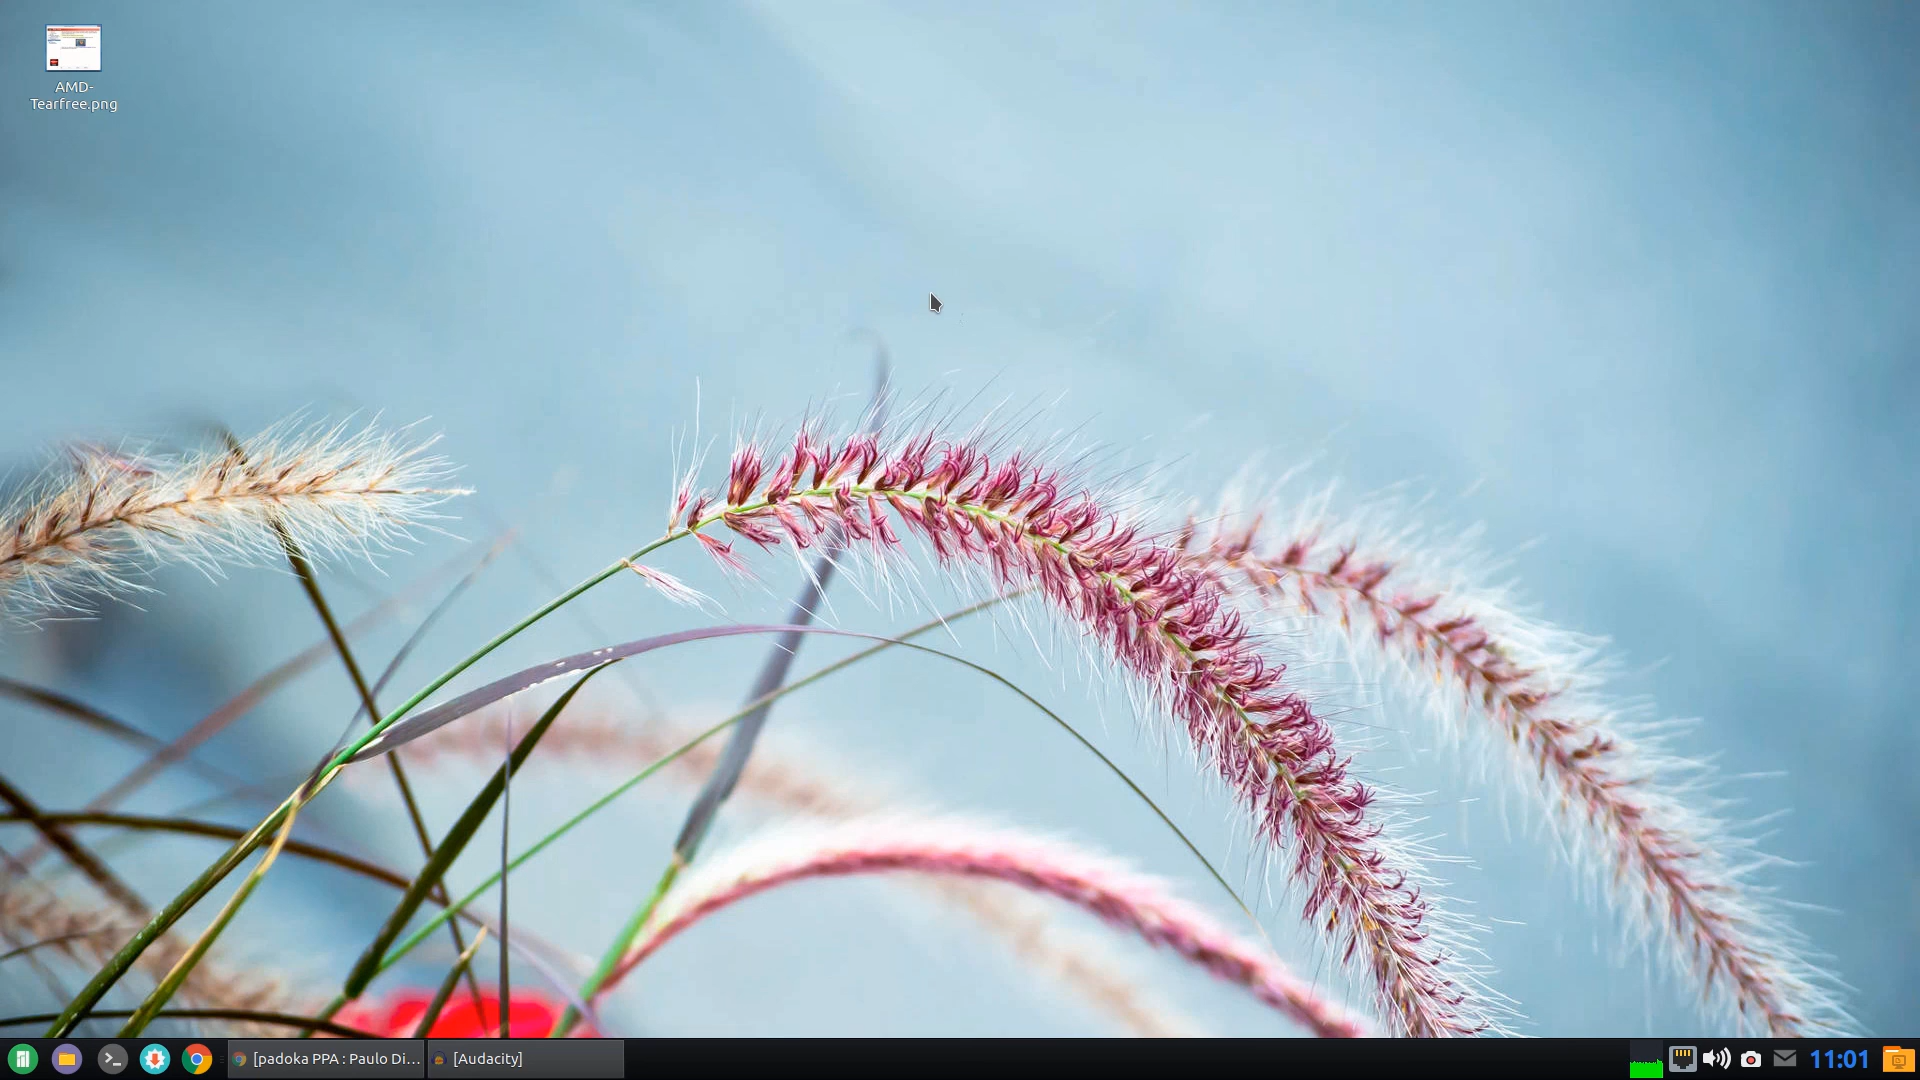 AMD-
Tearfree.png
[padoka PPA : Paulo Di...
[Audacity]
11:01